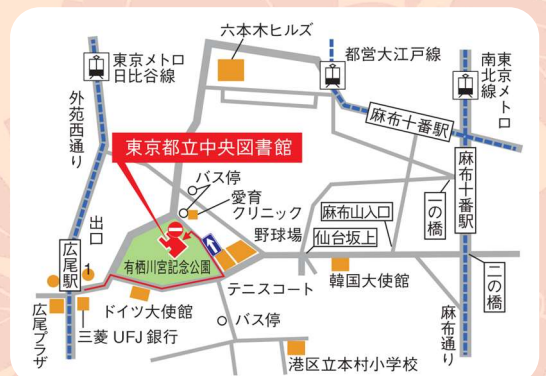 六本木ヒルズ
東京メトロ
日比谷線
都営大江戸線
東京メトロ
南北線
外苑西通り
麻布十番駅
東京都立中央図書館
バス停
愛育
クリニック
麻布山入口
一の橋
麻布十番駅
野球場
仙台坂上
出口
1
広尾駅
有栖川宮記念公園
テニスコート
韓国大使館
二の橋
ドイツ大使館
広尾プラザ
三菱 UFJ 銀行
バス停
麻布通り
港区立本村小学校